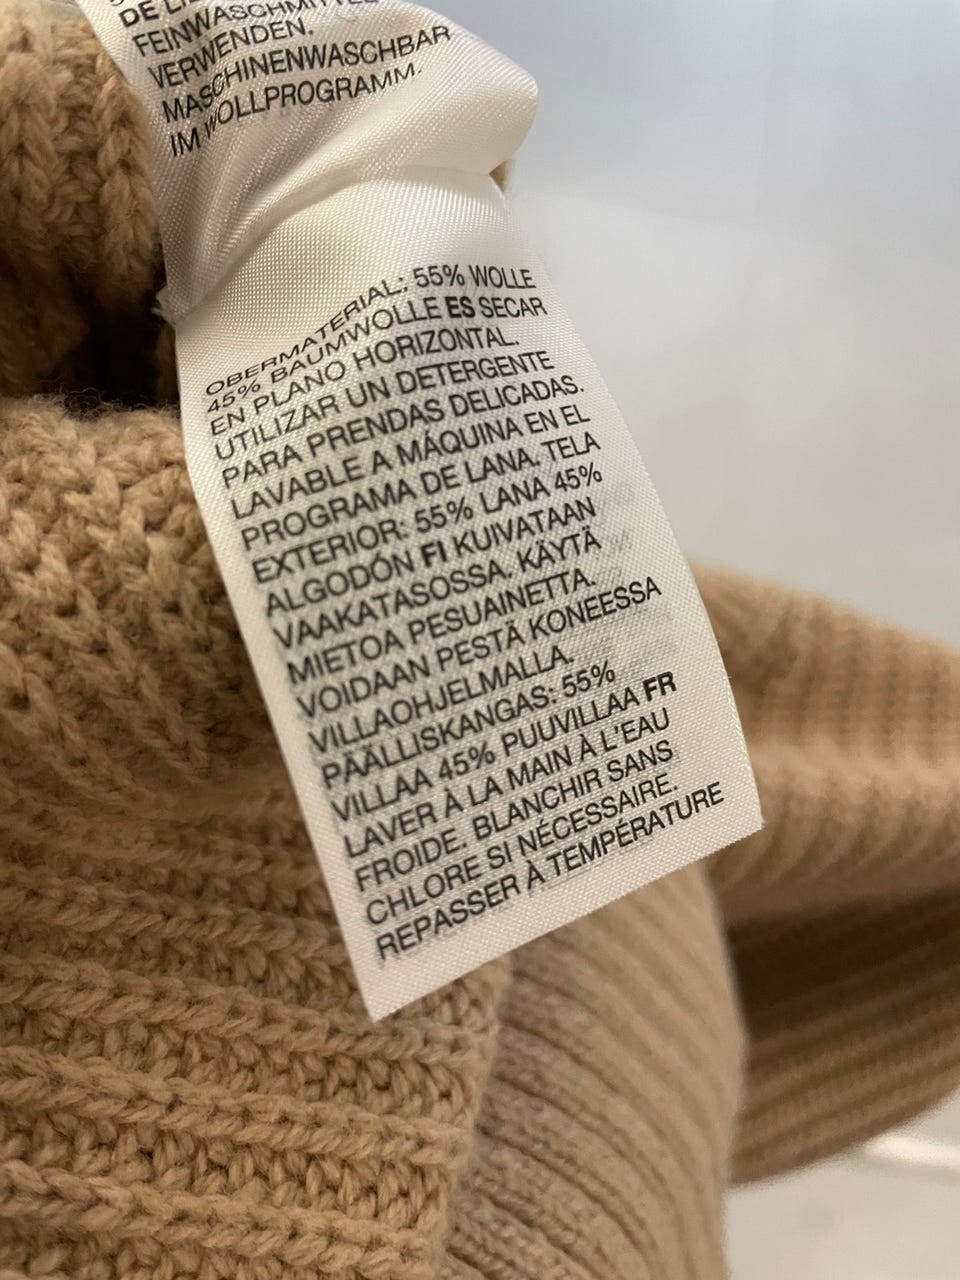 DE
FEINWASCHMITTEL
VERWENDEN.
MASCHINENWASCHBAR
IM WOLLPROGRAMM.
OBERMATERIAL: 55% WOLLE
45% BAUMWOLLE ES SECAR
EN PLANO HORIZONTAL.
UTILIZAR UN DETERGENTE
PARA PRENDAS DELICADAS.
LAVABLE A MÁQUINA EN EL
PROGRAMA DE LANA. TELA
EXTERIOR: 55% LANA 45%
ALGODÓN FI KUIVATAAN
VAAKATASOSSA. KÄYTÄ
MIETOA PESUAINETTA.
VOIDAAN PESTÄ KONEESSA
VILLAOHJELMALLA.
PÄÄLLISKANGAS: 55%
VILLAA 45% PUUVILLAA FR
LAVER À LA MAIN À L'EAU
FROIDE. BLANCHIR SANS
CHLORE SI NÉCESSAIRE.
REPASSER À TEMPÉRATURE